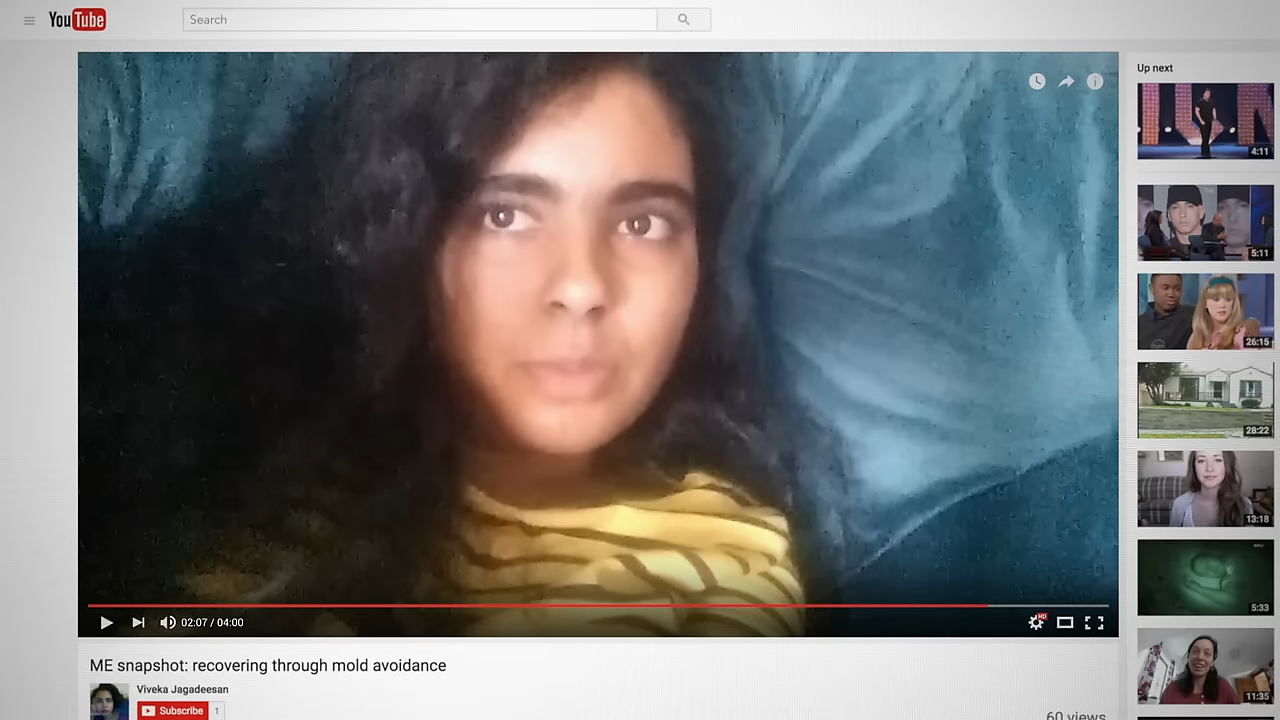 YouTube
Search
Up next
4:11
5:11
26:15
28:22
13:18
5:33
11:35
HD
02:07 / 04:00
ME snapshot: recovering through mold avoidance
Viveka Jagadeesan
Subscribe 1
60 views